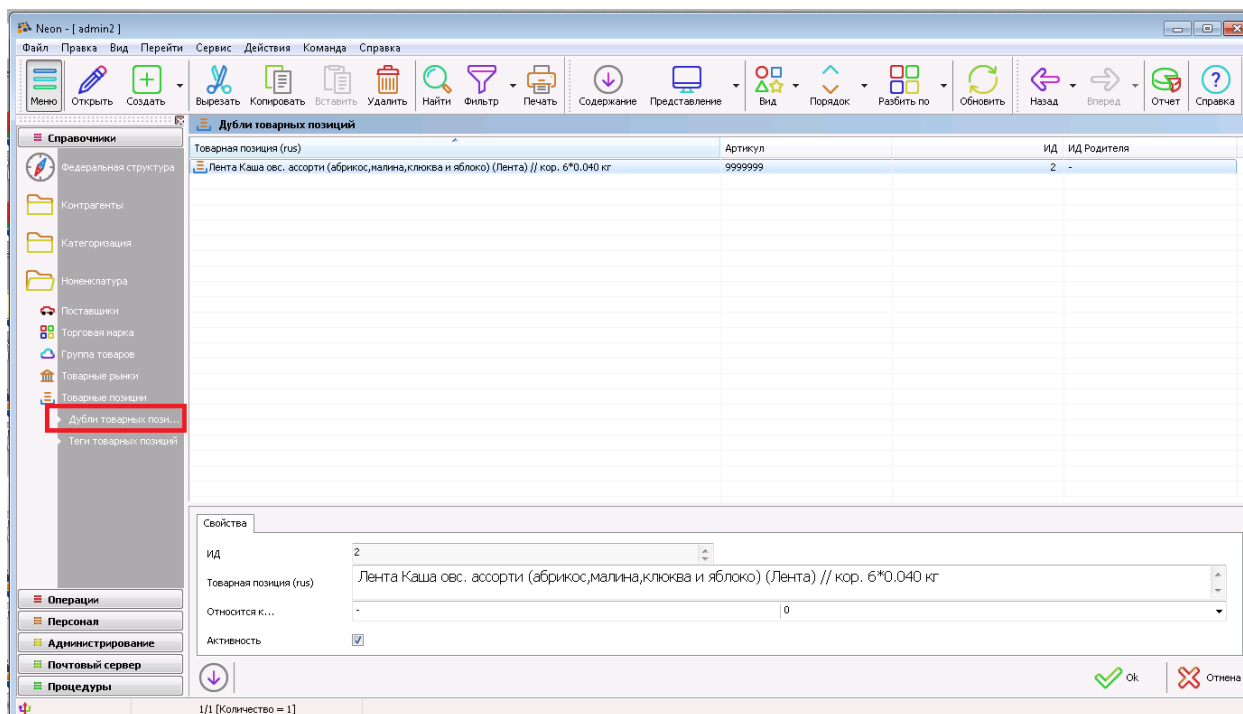 Neon - [ admin2 ]
Файл Правка Вид Перейти Сервис Действия Команда Справка
Меню Открыть Создать Вырезать Копировать Вставить Удалить Найти Фильтр Печать Содержание Представление Вид Порядок Разбить по Обновить Назад Вперед Отчет Справка
Справочники
Дубли товарных позиций
Товарная позиция (rus) Артикул ИД ИД Родителя
Лента Каша овс. ассорти (абрикос,малина,клюква и яблоко) (Лента) // кор. 6*0.040 кг 9999999 2 -
Федеральная структура
Контрагенты
Категоризация
Номенклатура
Поставщики
Торговая марка
Группа товаров
Товарные рынки
Товарные позиции
Дубли товарных пози...
Теги товарных позиций
Свойства
ИД 2
Товарная позиция (rus) Лента Каша овс. ассорти (абрикос,малина,клюква и яблоко) (Лента) // кор. 6*0.040 кг
Относится к... - 0
Активность
Операции
Персонал
Администрирование
Почтовый сервер
Процедуры
Ok Отмена
1/1 [Количество = 1]